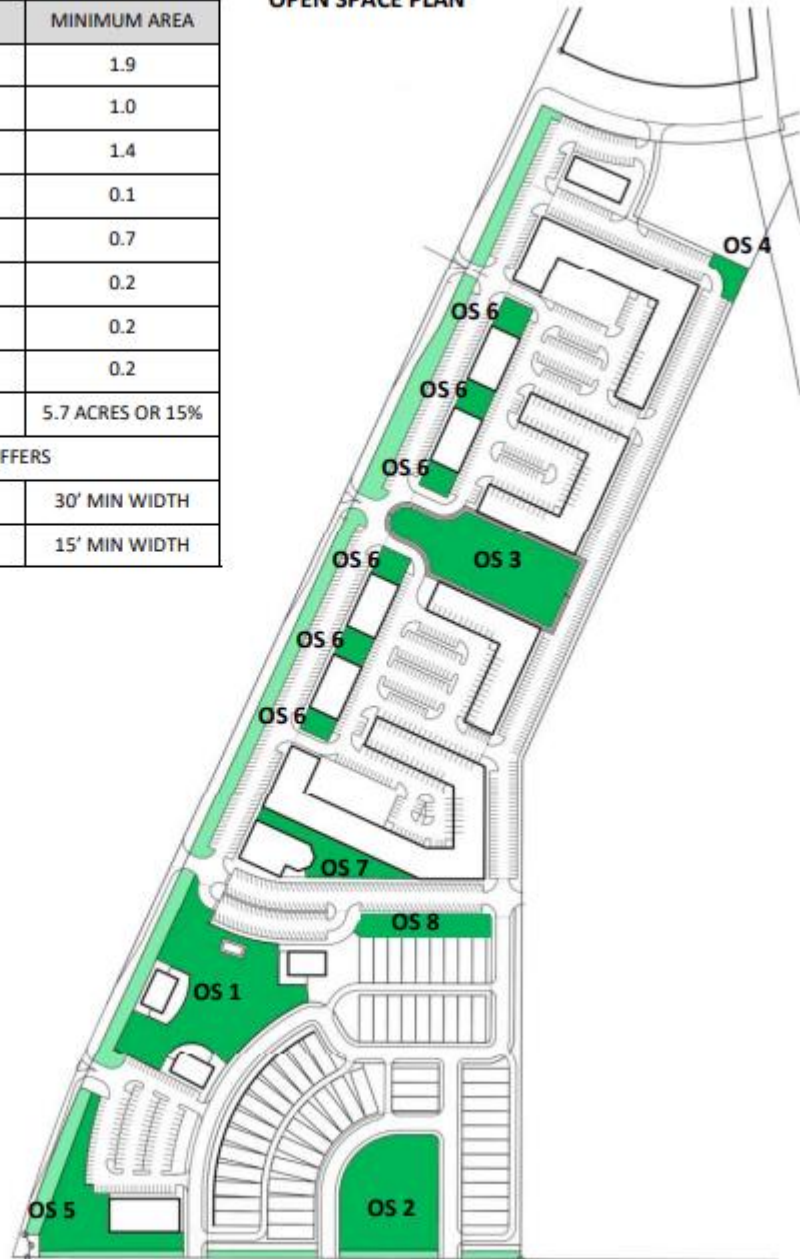 OPEN SPACE PLAN
MINIMUM AREA
1.9
1.0
1.4
0.1
0.7
0.2
0.2
0.2
5.7 ACRES OR 15%
FFERS
30' MIN WIDTH
15' MIN WIDTH
OS 4
OS 6
OS 6
OS 6
OS 3
OS 6
OS 6
OS 6
OS 7
OS 8
OS 1
OS 5
OS 2